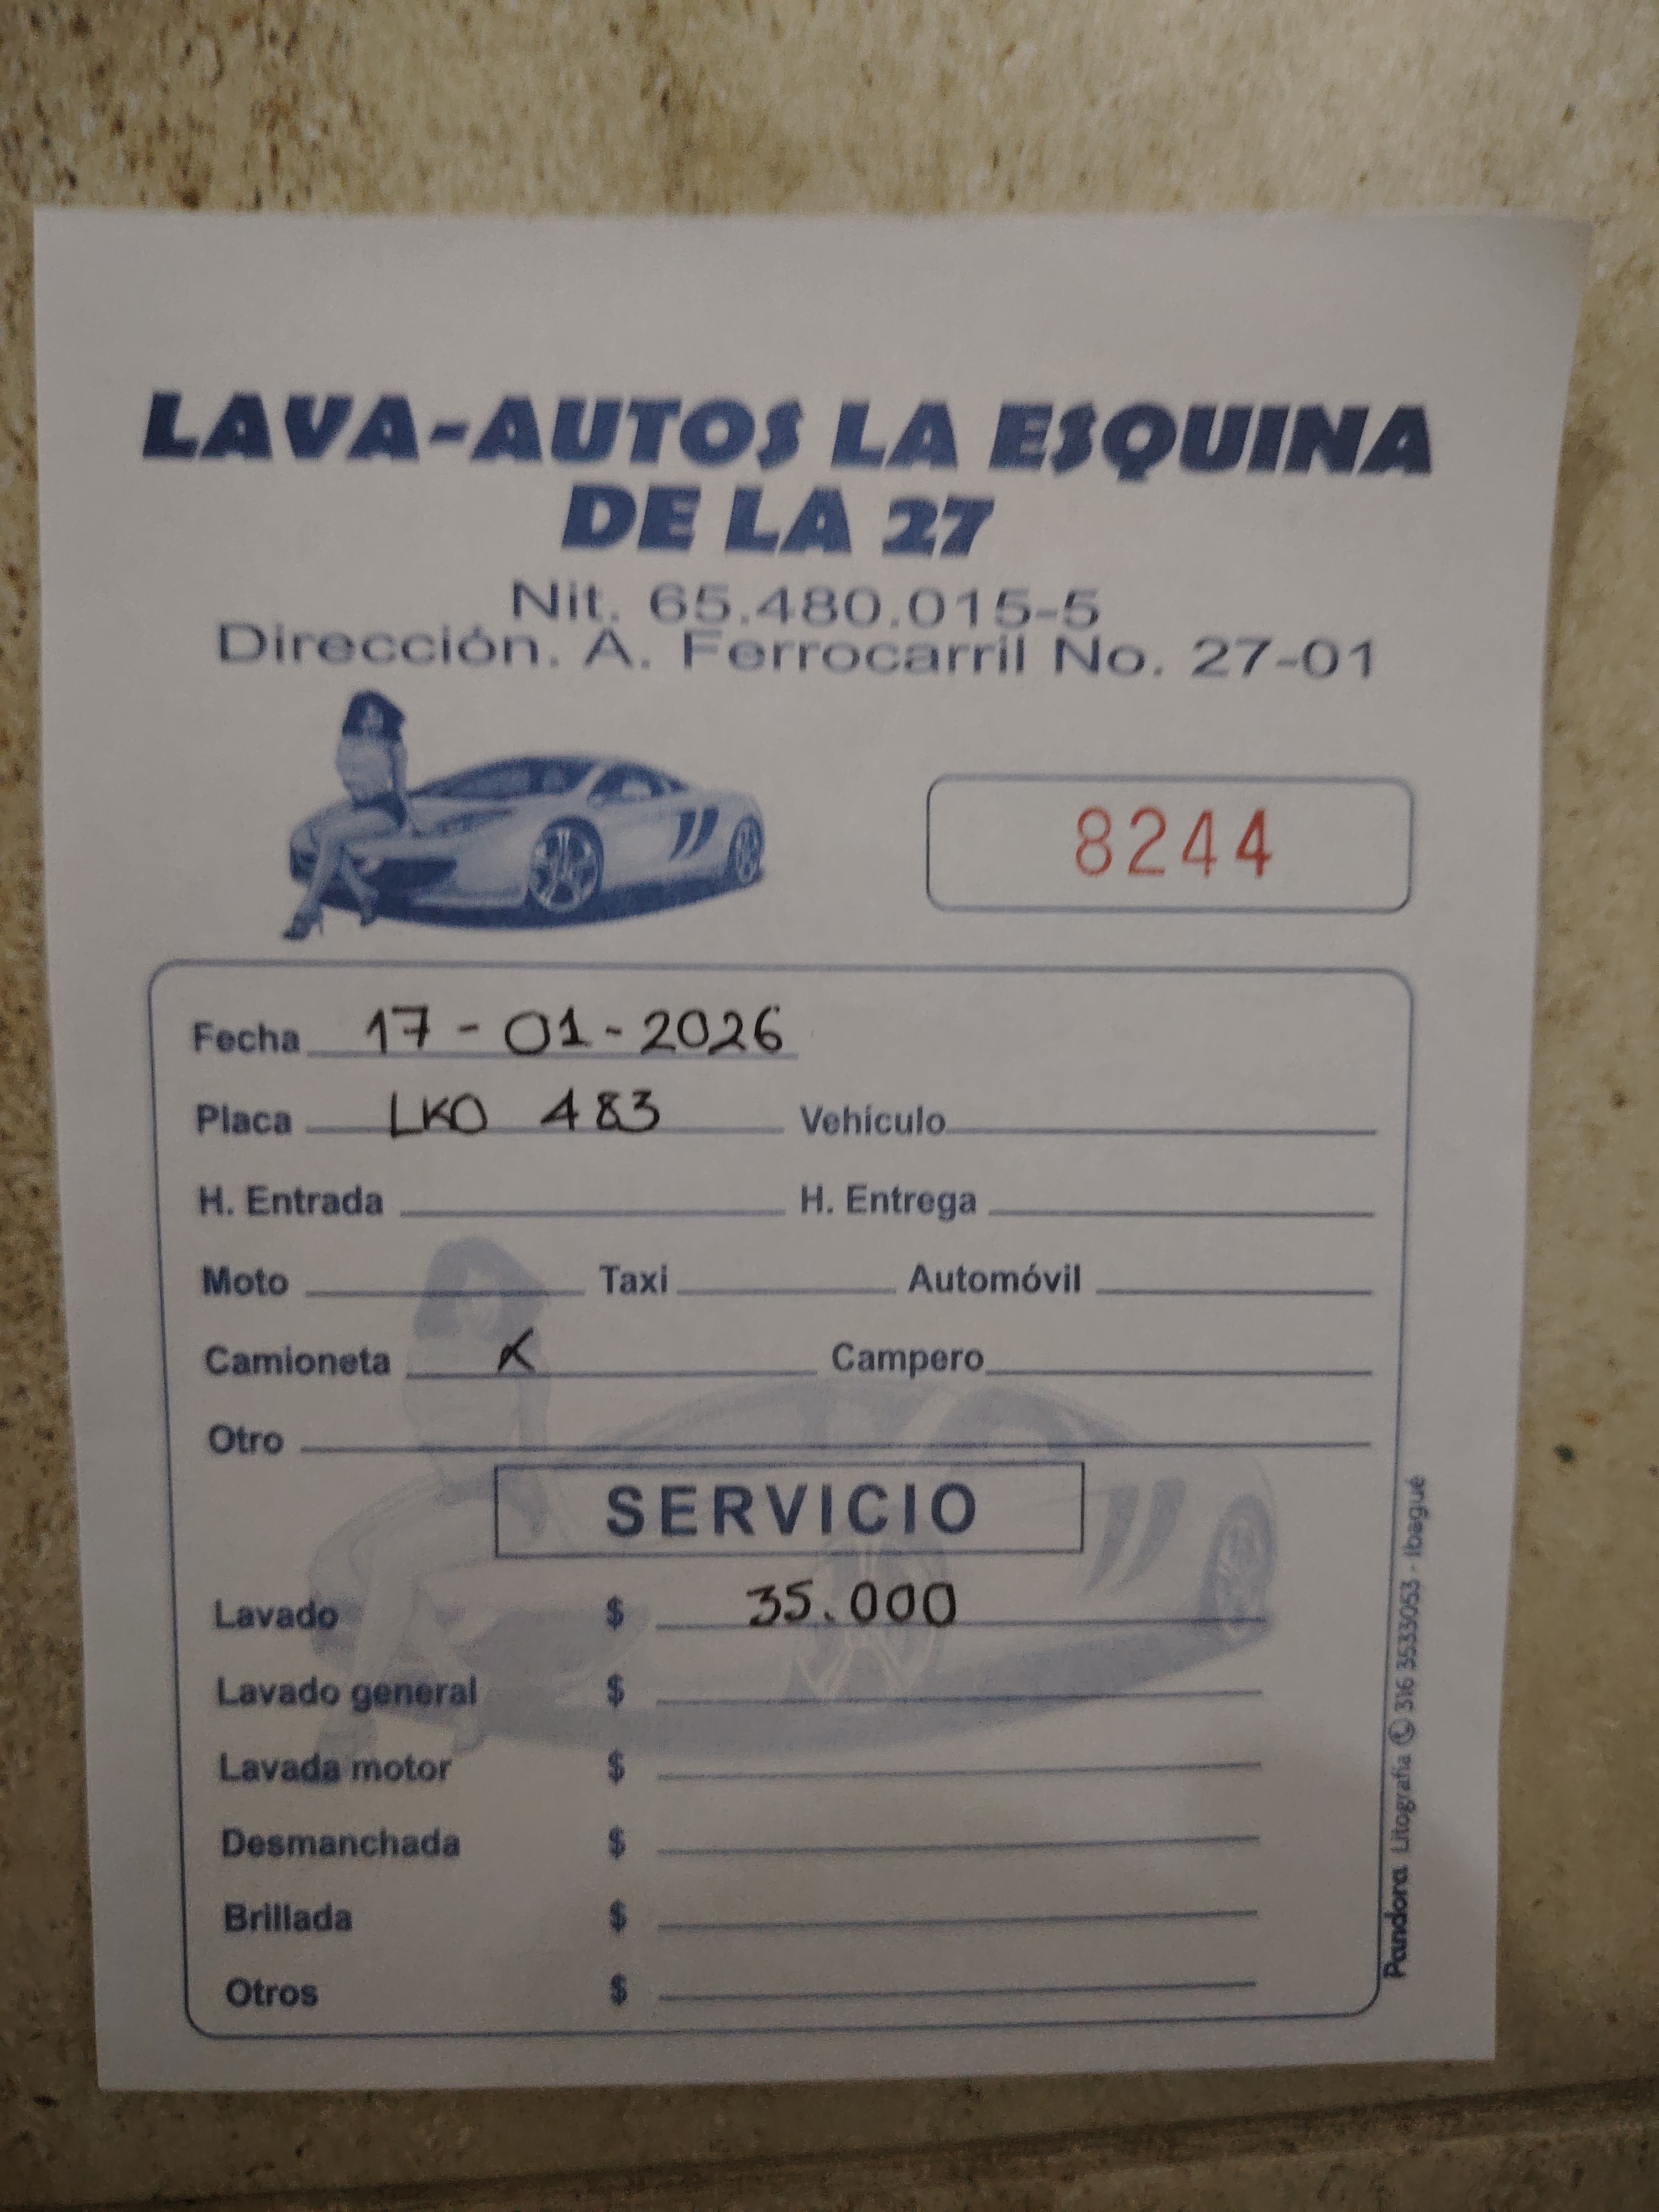 LAVA-AUTOS LA ESQUINA
DE LA 27
Nit. 65.480.015-5
Dirección. A. Ferrocarril No. 27-01
8244
Fecha 17-01-2026
Placa LKO 483 Vehículo
H. Entrada H. Entrega
Moto Taxi Automóvil
Camioneta X Campero
Otro
SERVICIO
Lavado $ 35.000
Lavado general $
Lavada motor $
Desmanchada $
Brillada $
Otros $
Pandora Litografia 316 3533053 - Ibagué